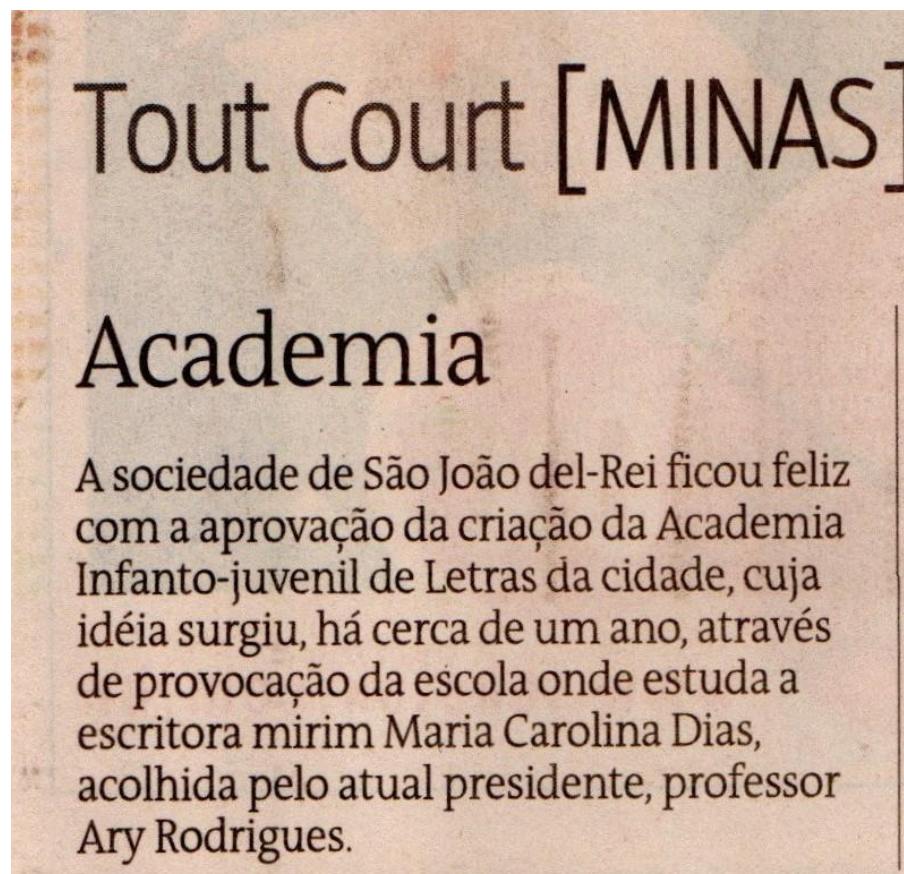 Tout Court [MINAS]
Academia
A sociedade de São João del-Rei ficou feliz
com a aprovação da criação da Academia
Infanto-juvenil de Letras da cidade, cuja
idéia surgiu, há cerca de um ano, através
de provocação da escola onde estuda a
escritora mirim Maria Carolina Dias,
acolhida pelo atual presidente, professor
Ary Rodrigues.